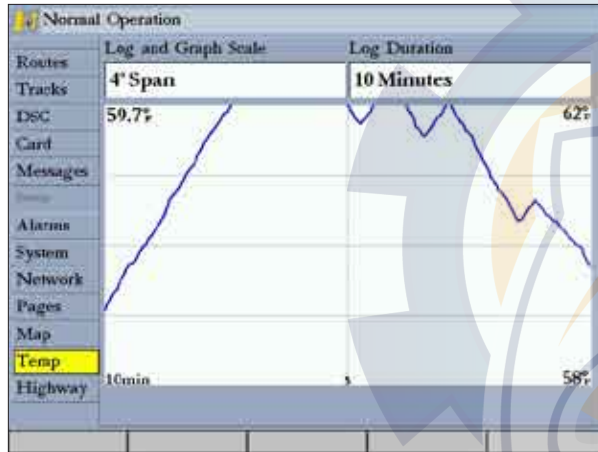 Normal Operation
Log and Graph Scale
Log Duration
4° Span
10 Minutes
Routes
Tracks
DSC
Card
Messages
Alarms
System
Network
Pages
Map
Temp
Highway
59.7°F
62°F
10min
5
58°F